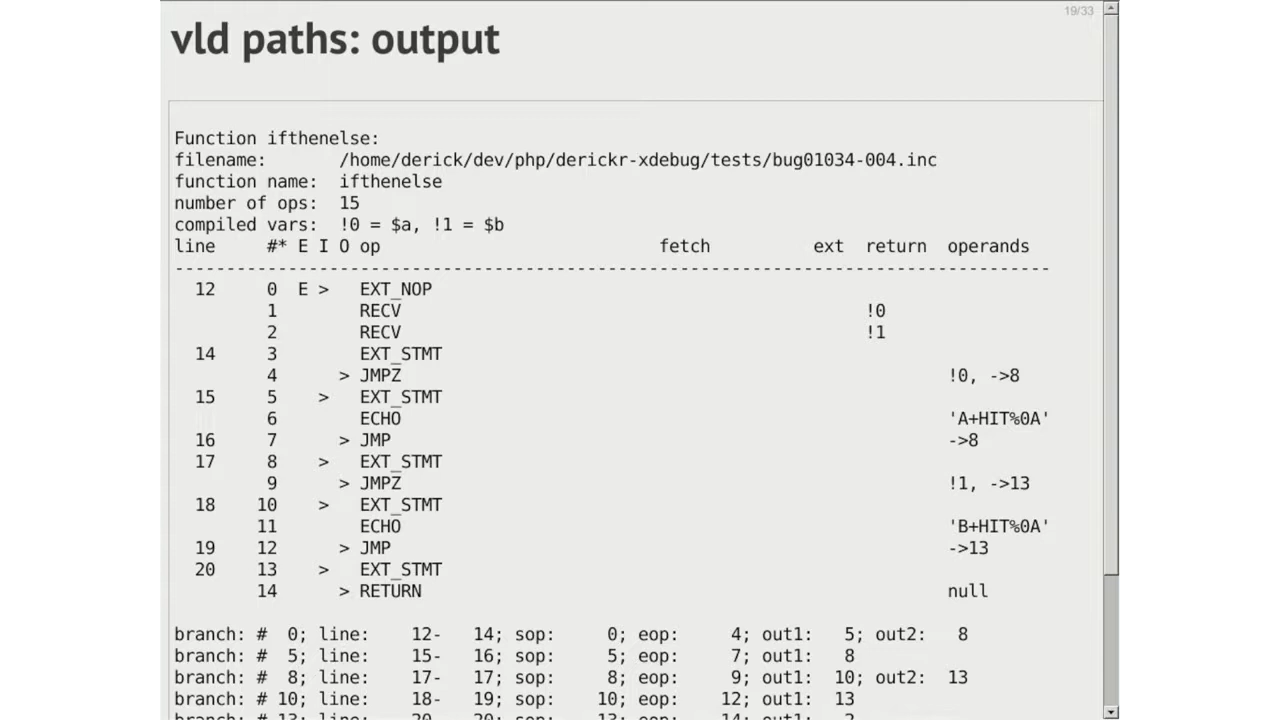 19/33
vld paths: output
Function ifthenelse:
filename:       /home/derick/dev/php/derickr-xdebug/tests/bug01034-004.inc
function name:  ifthenelse
number of ops:  15
compiled vars:  !0 = $a, !1 = $b
line     #* E I O op                           fetch          ext  return  operands
-------------------------------------------------------------------------------------
  12     0  E >   EXT_NOP
         1        RECV                                             !0
         2        RECV                                             !1
  14     3        EXT_STMT
         4      > JMPZ                                                     !0, ->8
  15     5    >   EXT_STMT
         6        ECHO                                                     'A+HIT%0A'
  16     7      > JMP                                                      ->8
  17     8    >   EXT_STMT
         9      > JMPZ                                                     !1, ->13
  18    10    >   EXT_STMT
        11        ECHO                                                     'B+HIT%0A'
  19    12      > JMP                                                      ->13
  20    13    >   EXT_STMT
        14      > RETURN                                                   null
branch: #  0; line:    12-   14; sop:     0; eop:     4; out1:   5; out2:   8
branch: #  5; line:    15-   16; sop:     5; eop:     7; out1:   8
branch: #  8; line:    17-   17; sop:     8; eop:     9; out1:  10; out2:  13
branch: # 10; line:    18-   19; sop:    10; eop:    12; out1:  13